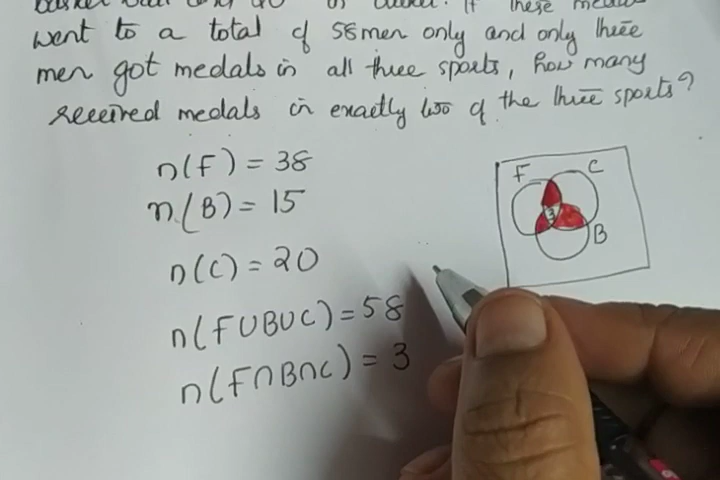 went to a total of 58 men only and only three
men got medals in all three sports, how many
received medals in exactly two of the three sports?
n(F) = 38
n(B) = 15
n(C) = 20
n(F∪B∪C) = 58
n(F∩B∩C) = 3
F
C
3
B